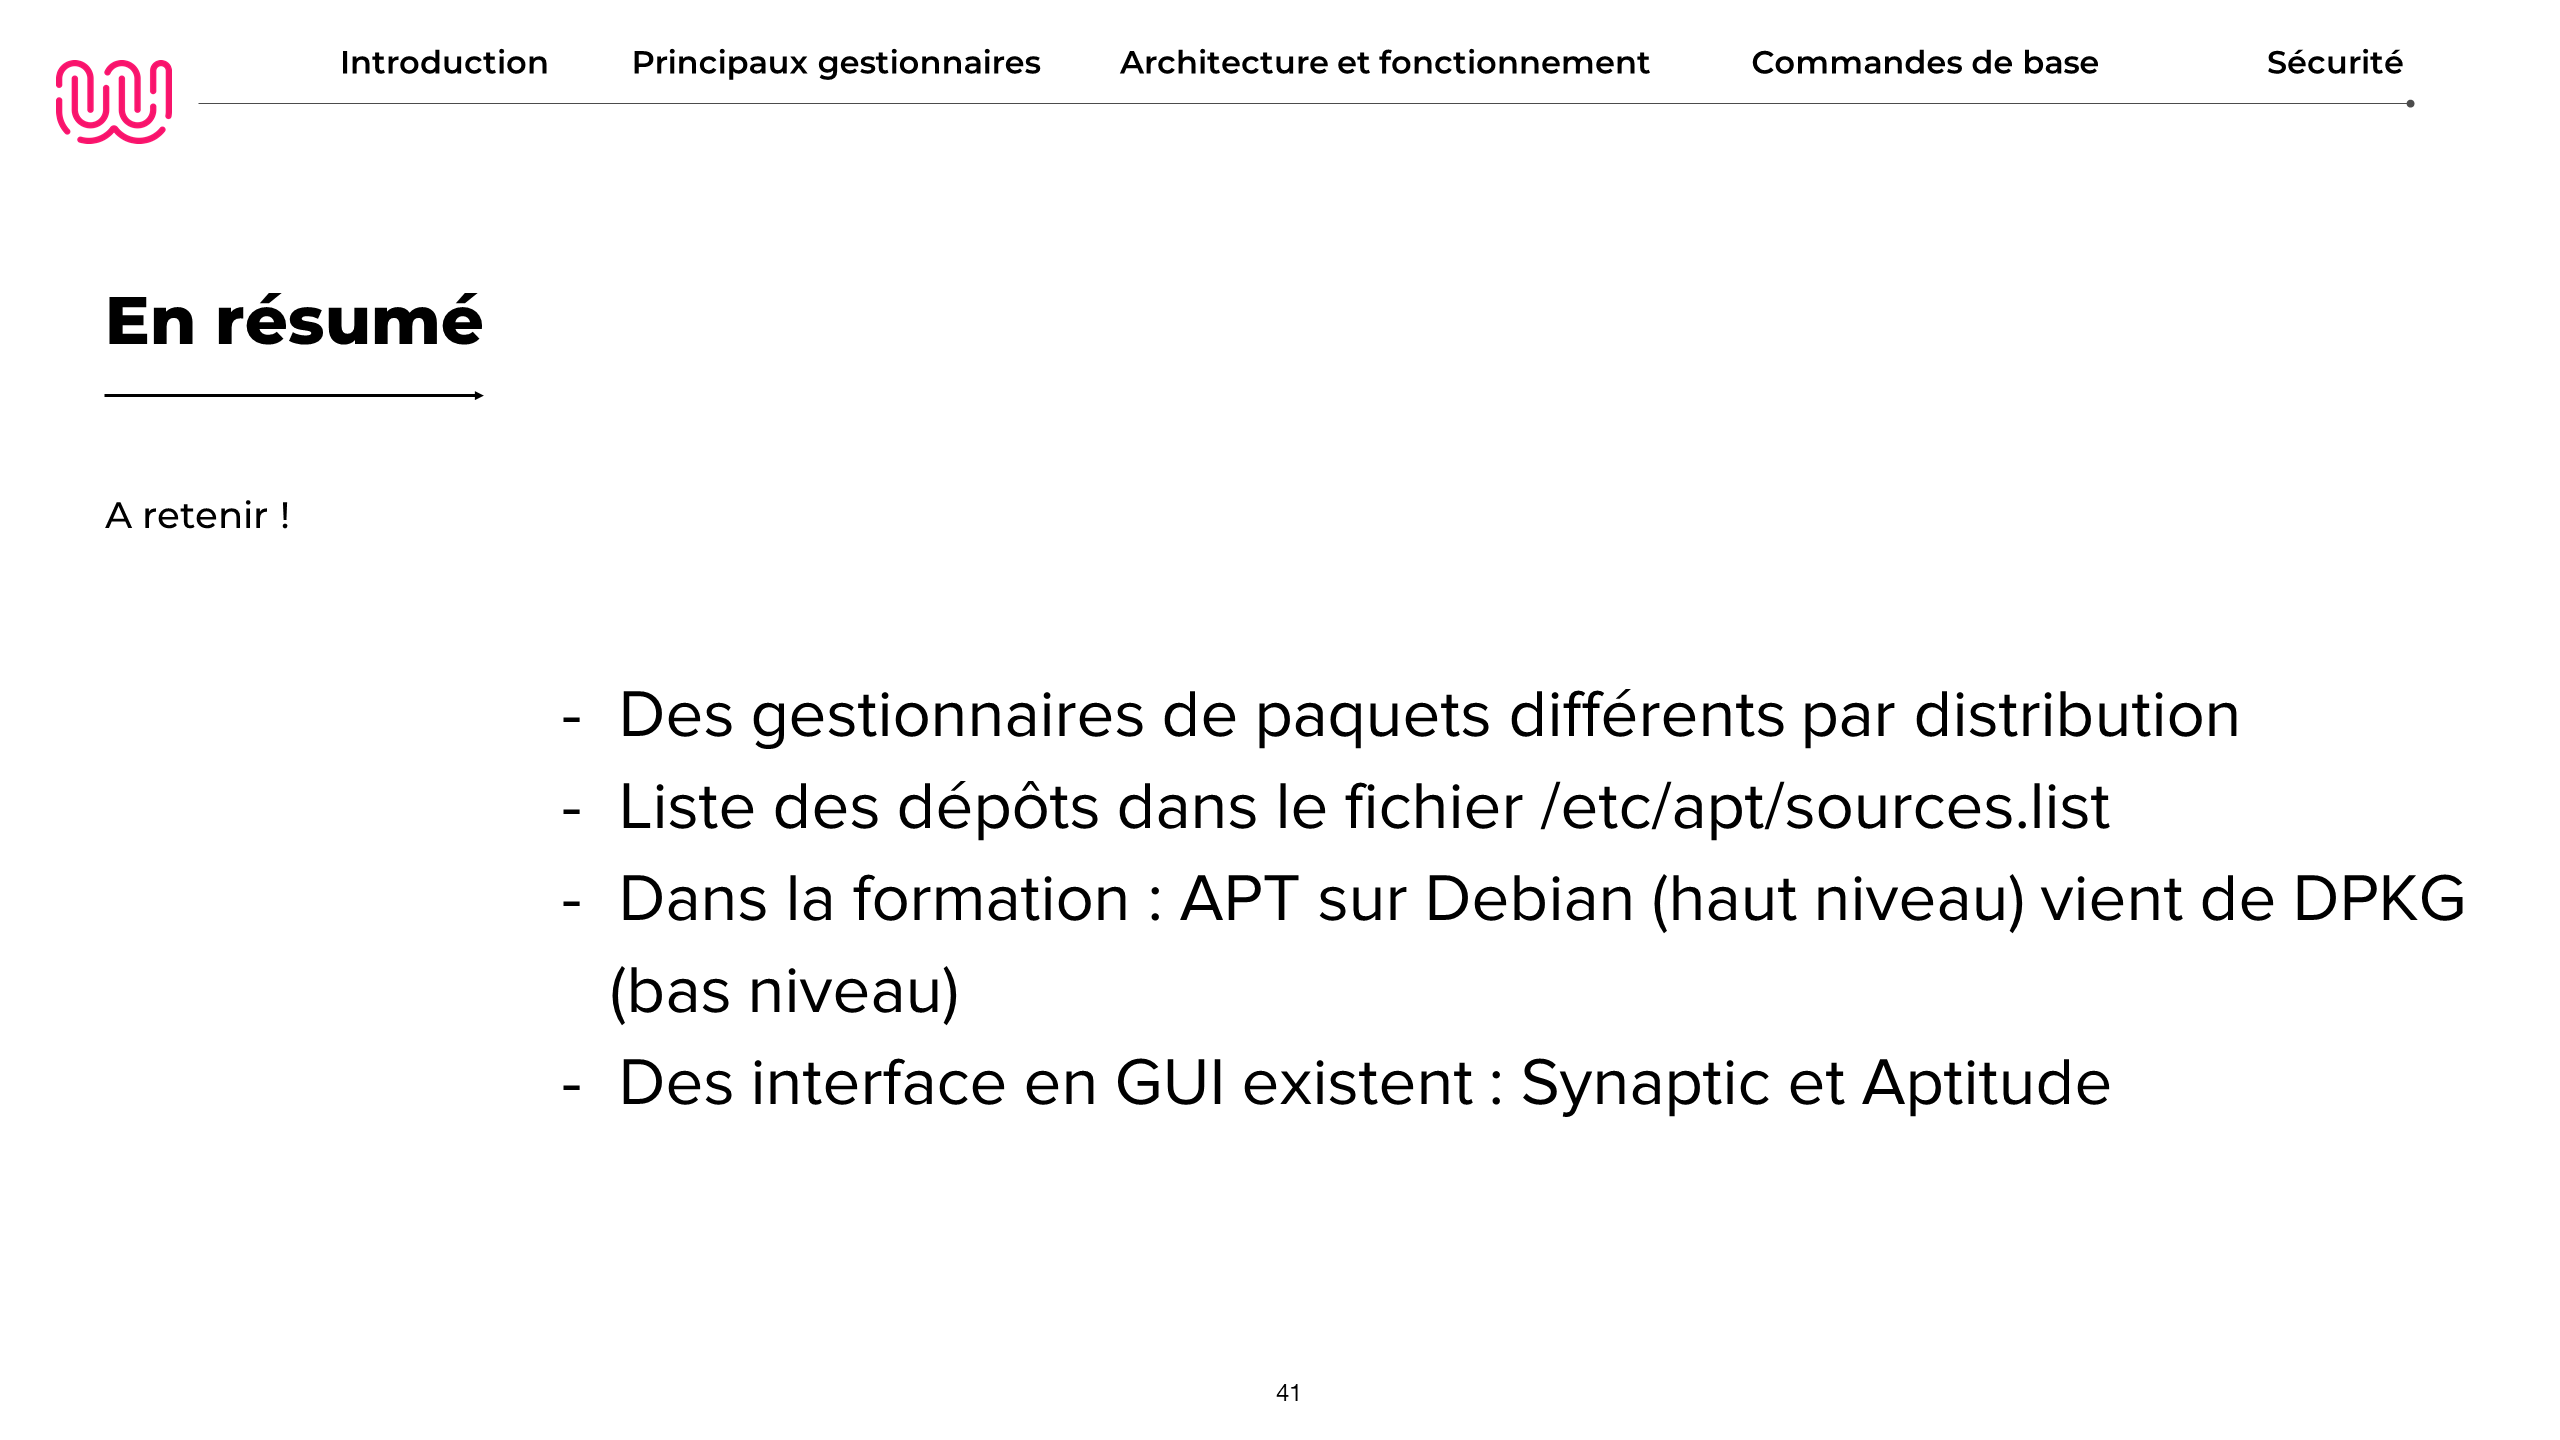 Introduction Principaux gestionnaires Architecture et fonctionnement Commandes de base Sécurité
En résumé
A retenir !
- Des gestionnaires de paquets différents par distribution
- Liste des dépôts dans le fichier /etc/apt/sources.list
- Dans la formation : APT sur Debian (haut niveau) vient de DPKG
(bas niveau)
- Des interface en GUI existent : Synaptic et Aptitude
41